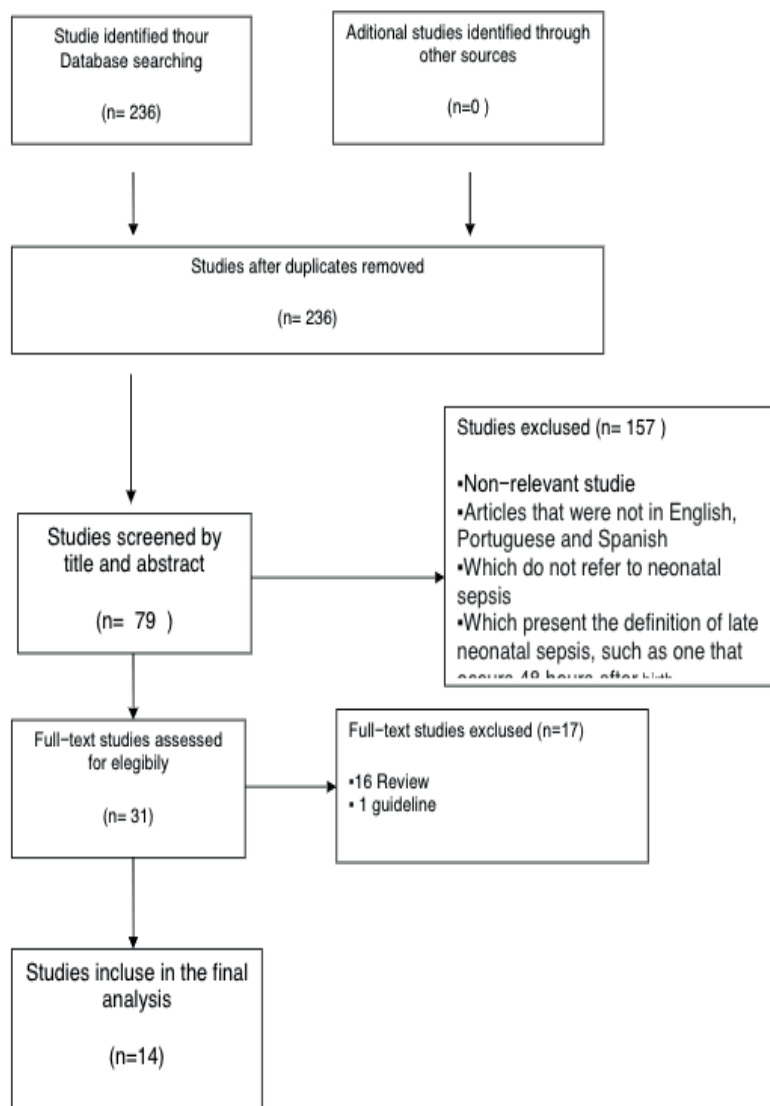 Studie identified thour
Database searching
(n= 236)
Aditional studies identified through
other sources
(n=0 )
Studies after duplicates removed
(n= 236)
Studies exclused (n= 157 )
▪Non-relevant studie
▪Articles that were not in English,
Portuguese and Spanish
▪Which do not refer to neonatal
sepsis
▪Which present the definition of late
neonatal sepsis, such as one that
48 hours after birth
Studies screened by
title and abstract
(n= 79 )
Full-text studies assessed
for elegibily
(n= 31)
Full-text studies exclused (n=17)
▪16 Review
▪ 1 guideline
Studies incluse in the final
analysis
(n=14)